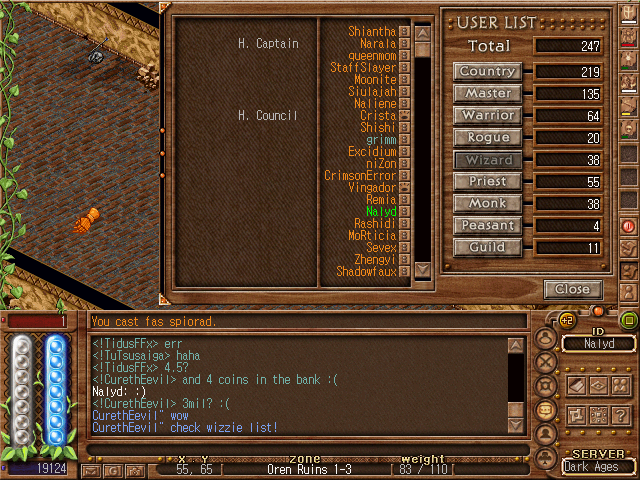 USER LIST
Total 247
Country 219
Master 135
Warrior 64
Rogue 20
Wizard 38
Priest 55
Monk 38
Peasant 4
Guild 11
Close
Shiantha
H. Captain Narala
queenmom
StaffSlayer
Moonite
Siulajah
Naliene
H. Council Crista
Shishi
grimm
Excidium
niZon
CrimsonError
Vingador
Remia
Nalyd
Rashidi
MoRticia
Sevex
Zhengyi
Shadowfaux
You cast fas spiorad.
<!TidusFFx> err
<!TuTsusaiga> haha
<!TidusFFx> 4.5?
<!CurethEevil> and 4 coins in the bank :(
Nalyd: :)
<!CurethEevil> 3mil? :(
CurethEevil" wow
CurethEevil" check wizzie list!
1
19124
x y zone weight
55, 65 Oren Ruins 1-3 83 / 110
+2
ID
Nalyd
SERVER
Dark Ages